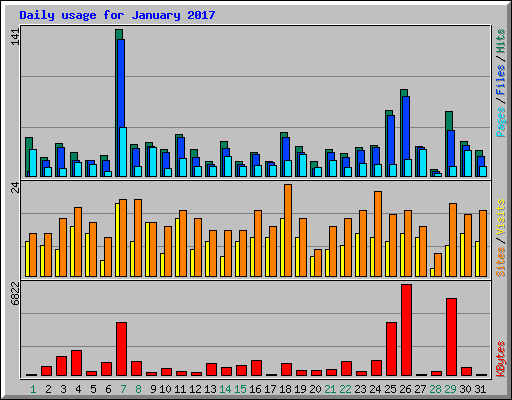 Daily usage for January 2017
141
Pages / Files / Hits
24
Sites / Visits
6822
KBytes
1 2 3 4 5 6 7 8 9 10 11 12 13 14 15 16 17 18 19 20 21 22 23 24 25 26 27 28 29 30 31